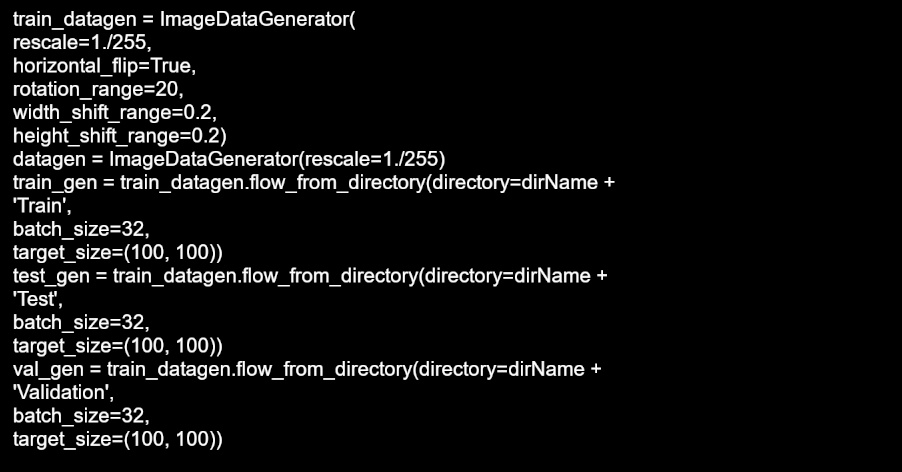 train_datagen = ImageDataGenerator(
rescale=1./255,
horizontal_flip=True,
rotation_range=20,
width_shift_range=0.2,
height_shift_range=0.2)
datagen = ImageDataGenerator(rescale=1./255)
train_gen = train_datagen.flow_from_directory(directory=dirName +
'Train',
batch_size=32,
target_size=(100, 100))
test_gen = train_datagen.flow_from_directory(directory=dirName +
'Test',
batch_size=32,
target_size=(100, 100))
val_gen = train_datagen.flow_from_directory(directory=dirName +
'Validation',
batch_size=32,
target_size=(100, 100))